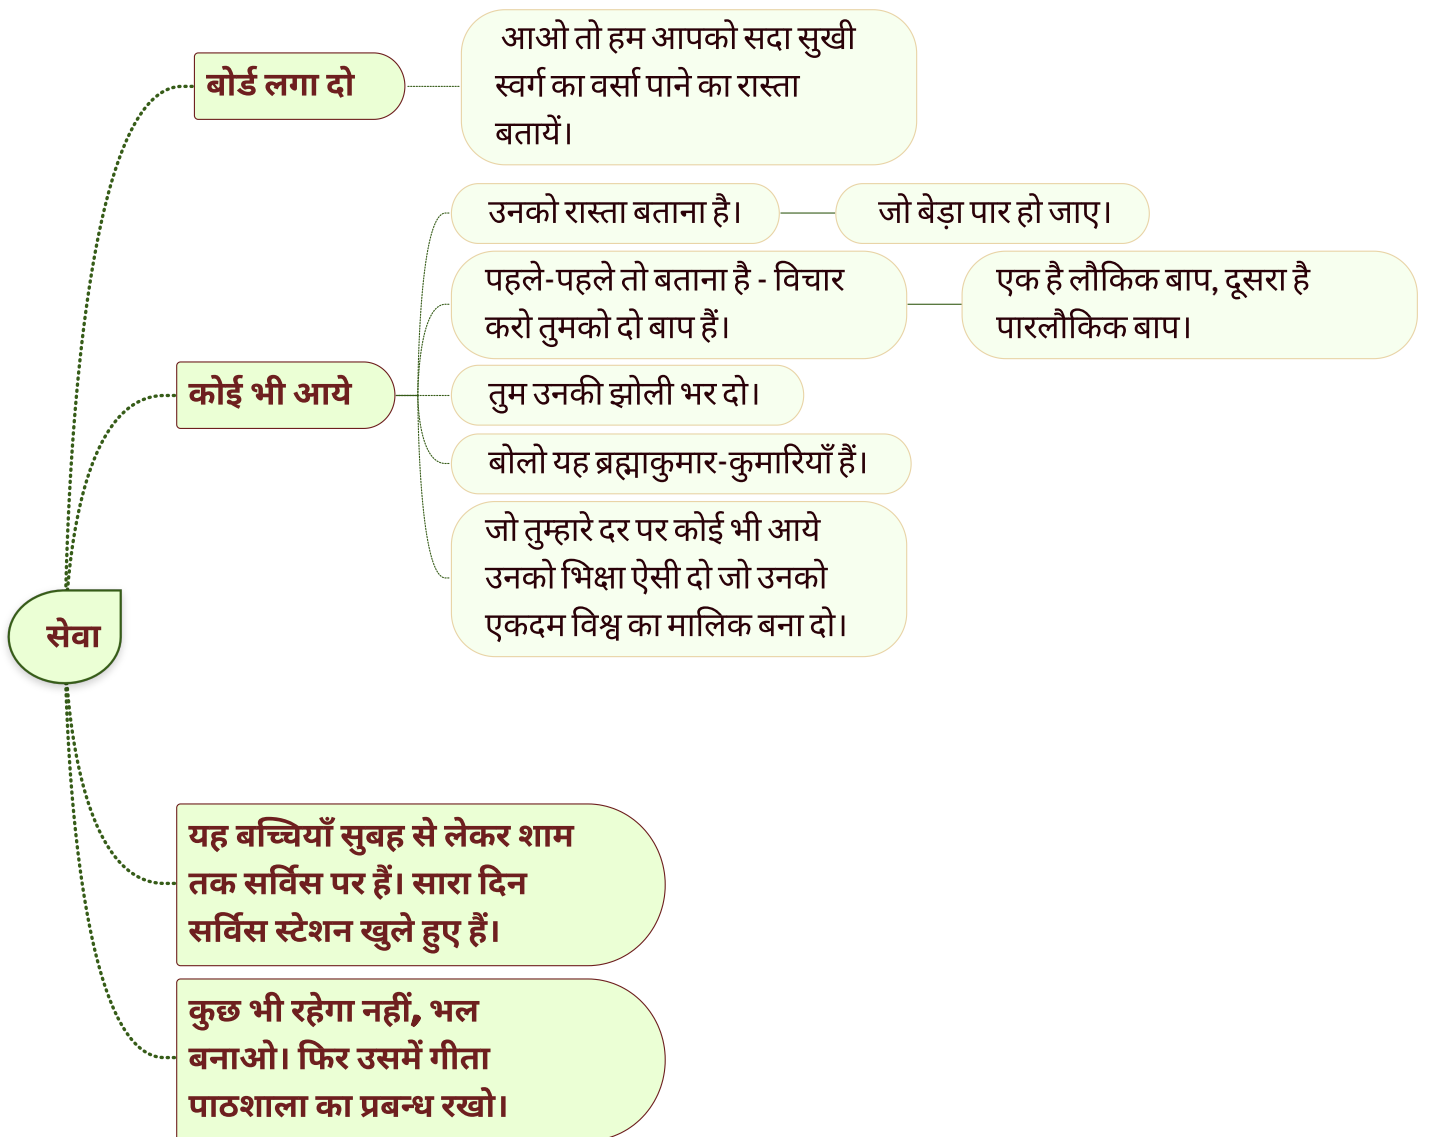 बोर्ड लगा दो
आओ तो हम आपको सदा सुखी
स्वर्ग का वर्सा पाने का रास्ता
बतायें।
कोई भी आये
उनको रास्ता बताना है।
जो बेड़ा पार हो जाए।
पहले-पहले तो बताना है - विचार
करो तुमको दो बाप हैं।
एक है लौकिक बाप, दूसरा है
पारलौकिक बाप।
तुम उनकी झोली भर दो।
बोलो यह ब्रह्माकुमार-कुमारियाँ हैं।
जो तुम्हारे दर पर कोई भी आये
उनको भिक्षा ऐसी दो जो उनको
एकदम विश्व का मालिक बना दो।
सेवा
यह बच्चियाँ सुबह से लेकर शाम
तक सर्विस पर हैं। सारा दिन
सर्विस स्टेशन खुले हुए हैं।
कुछ भी रहेगा नहीं, भल
बनाओ। फिर उसमें गीता
पाठशाला का प्रबन्ध रखो।